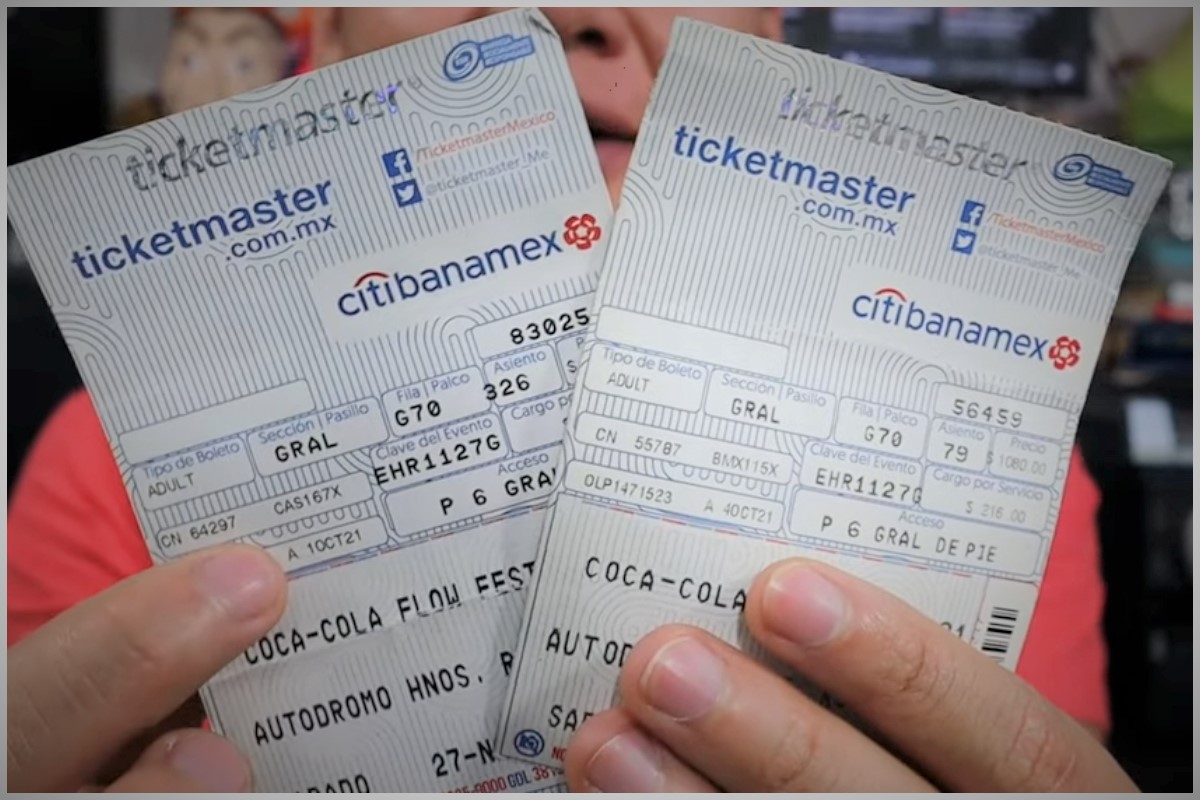 ticketmaster®
/TicketmasterMexico
@ticketmaster_Me
ticketmaster
.com.mx
citibanamex
83025
Tipo de Boleto
ADULT
Sección | Pasillo
GRAL
Fila | Palco
G70
Asiento
326
CN 64297 CAS167X
Clave del Evento
EHR1127G
A 1OCT21
Acceso
P 6 GRA
COCA-COLA FLOW FEST
AUTODROMO HNOS. R
27-N
ticketmaster
/TicketmasterMexico
@ticketmaster_Me
ticketmaster
.com.mx
citibanamex
56459
Tipo de Boleto
ADULT
Sección | Pasillo
GRAL
Fila | Palco
G70
Asiento
79
Precio
$ 1080.00
CN 55787 BMX115X
Clave del Evento
EHR1127G
Cargo por Servicio
$ 216.00
OLP1471523 A 4OCT21
Acceso
P 6 GRAL DE PIE
COCA-COLA
21